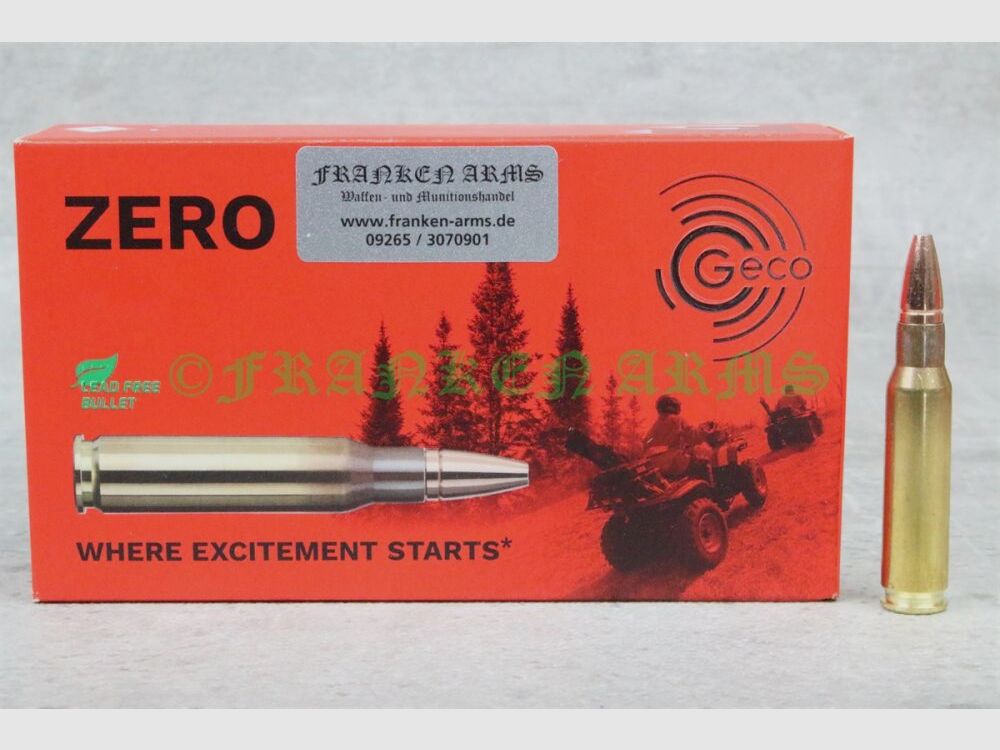 ZERO
FRANKEN ARMS
Waffen- und Munitionshandel
www.franken-arms.de
09265 / 3070901
Geco
©FRANKEN ARMS
LEAD FREE
BULLET
WHERE EXCITEMENT STARTS*